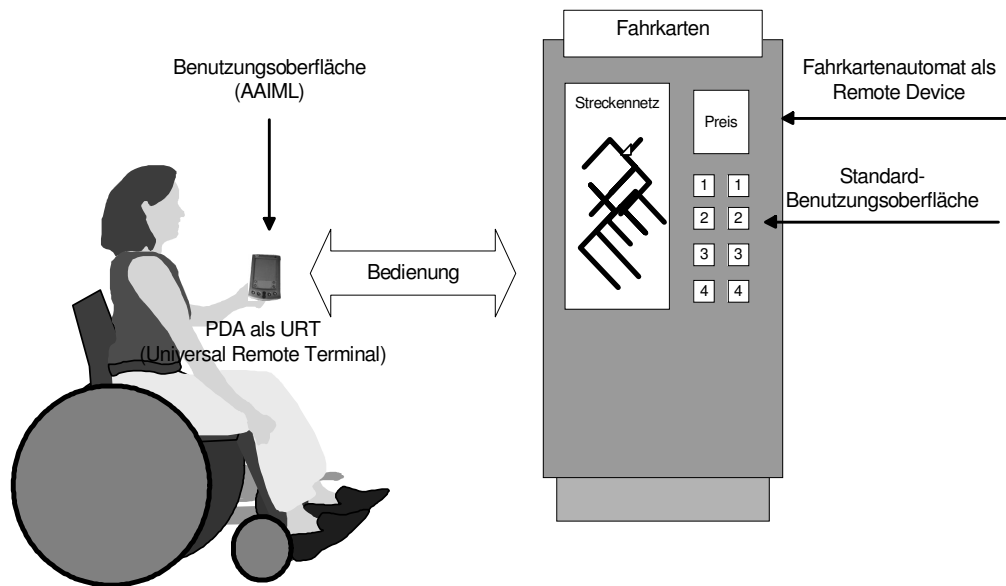 Benutzungsoberfläche
(AAIML)
Bedienung
PDA als URT
(Universal Remote Terminal)
Fahrkarten
Streckennetz
Preis
1 1
2 2
3 3
4 4
Fahrkartenautomat als
Remote Device
Standard-
Benutzungsoberfläche